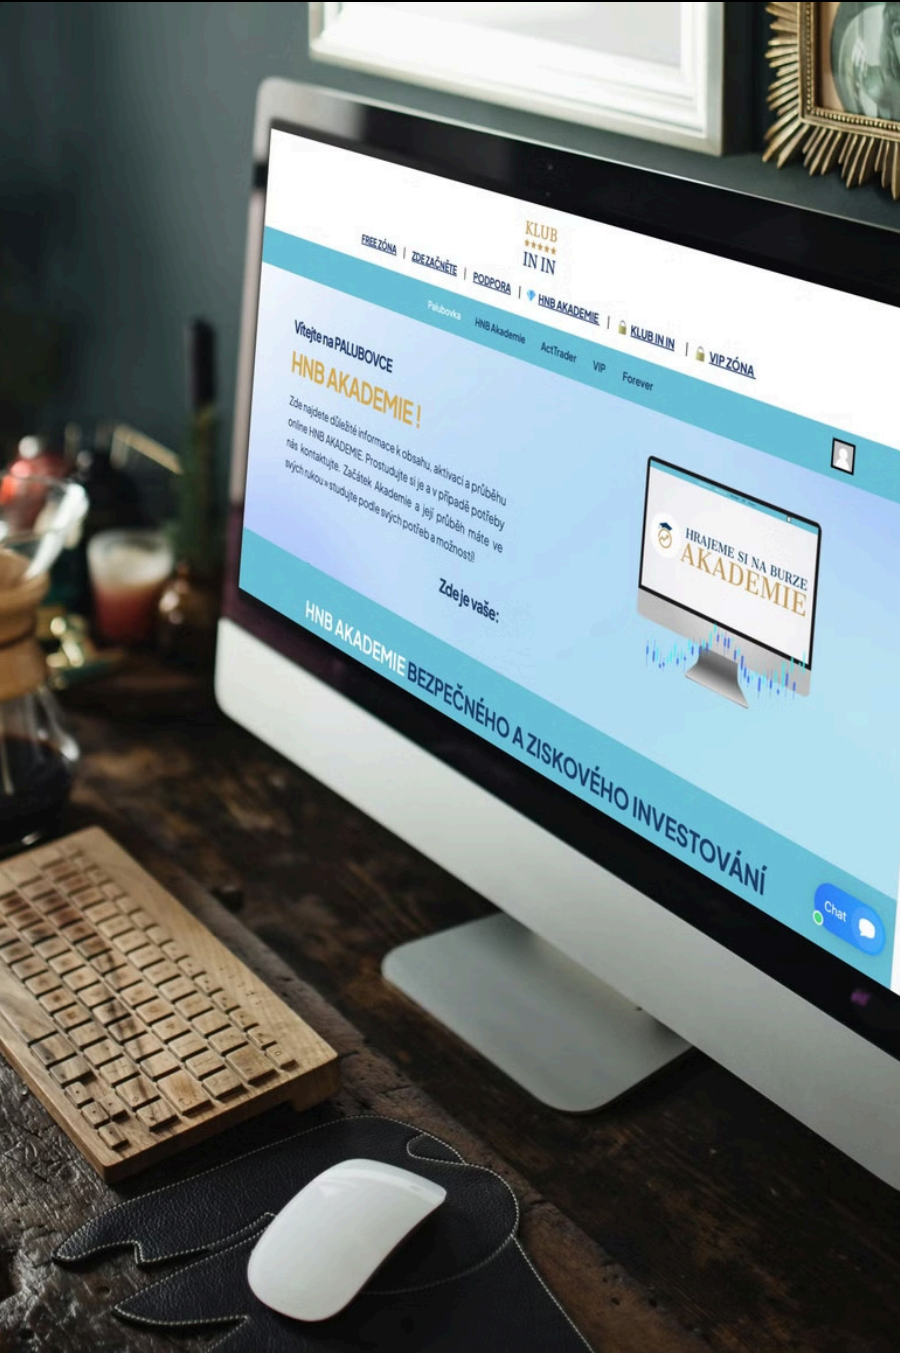 KLUB
IN IN
FREE ZÓNA | ZDE ZAČNĚTE | PODPORA | HNB AKADEMIE | KLUB IN IN | VIP ZÓNA
Palubovka HNB Akademie ActTrader VIP Forever
Vítejte na PALUBOVCE
HNB AKADEMIE !
Zde najdete důležité informace k obsahu, aktivaci a průběhu
online HNB AKADEMIE. Prostudujte si je a v případě potřeby
nás kontaktujte. Začátek Akademie a její průběh máte ve
svých rukou = studujte podle svých potřeb a možností!
Zde je vaše:
HRAJEME SI NA BURZE
AKADEMIE
HNB AKADEMIE BEZPEČNÉHO A ZISKOVÉHO INVESTOVÁNÍ
Chat